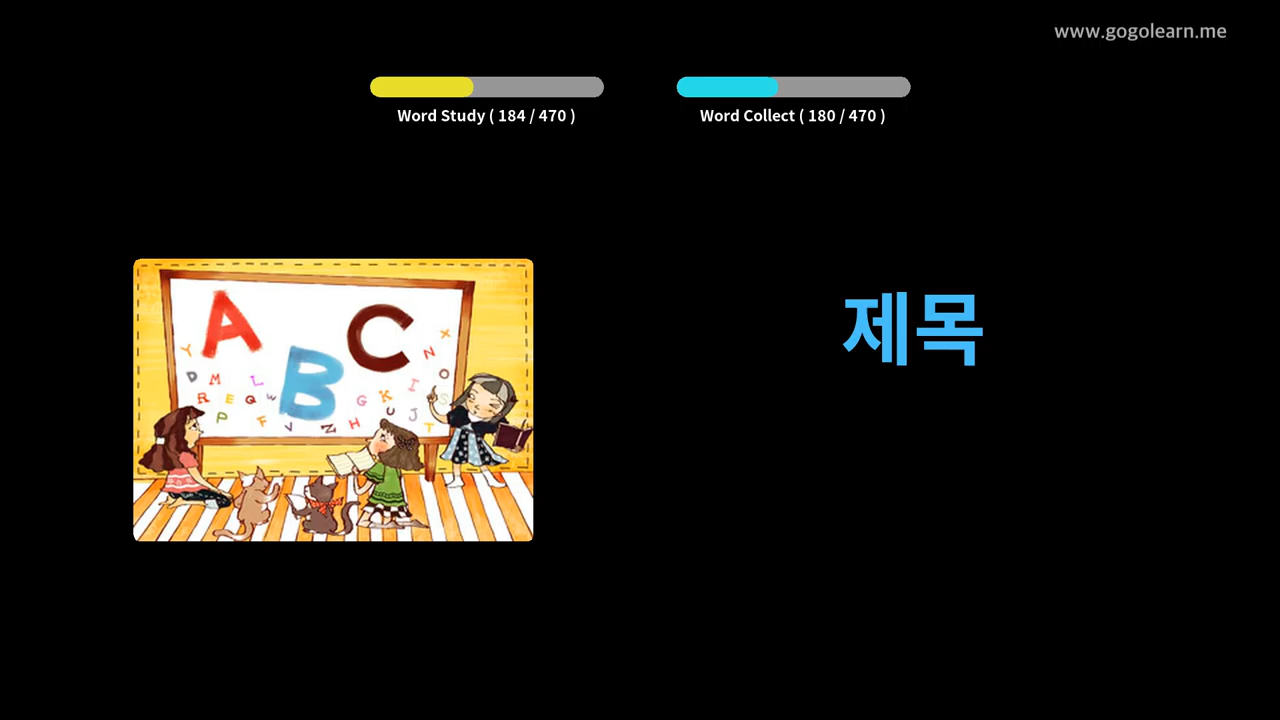 www.gogolearn.me
Word Study ( 184 / 470 )
Word Collect ( 180 / 470 )
제목
A
B
C
X
Y
N
D
M
L
I
O
R
E
Q
W
G
K
S
P
F
V
Z
H
U
J
T